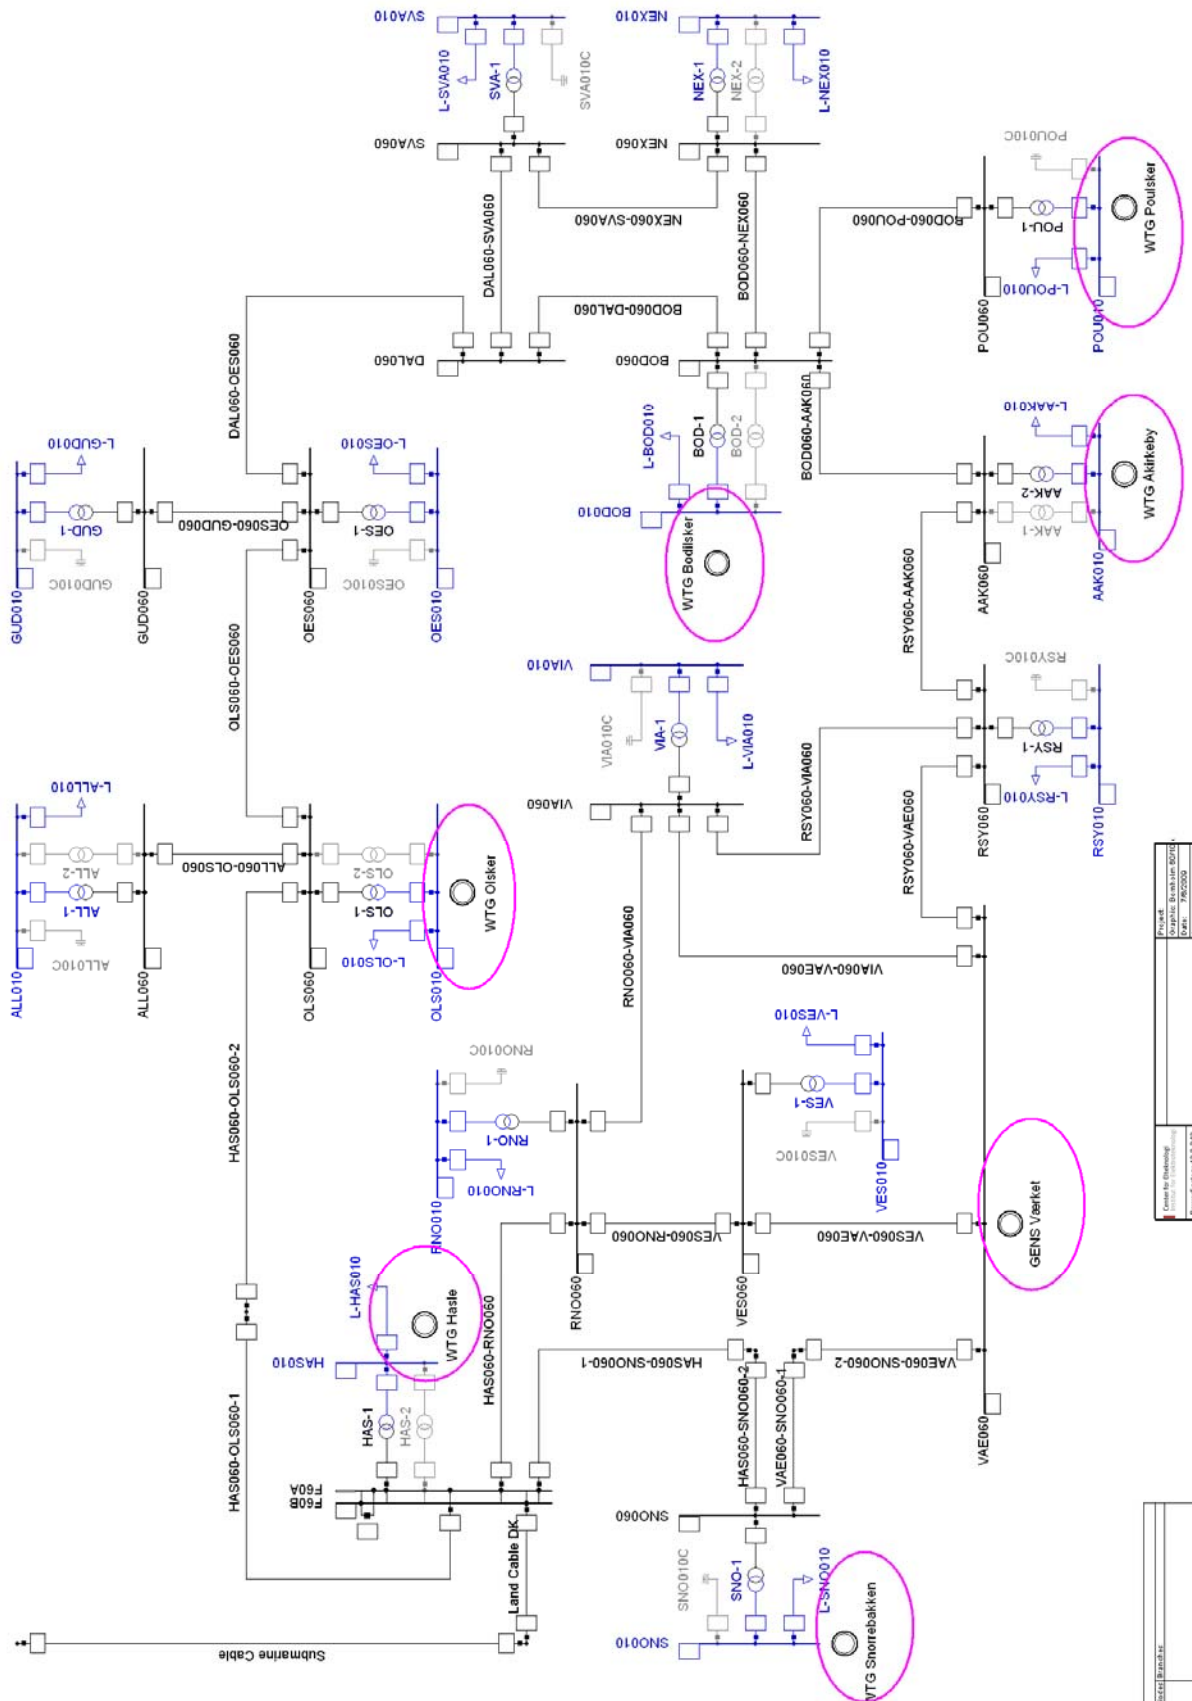 SVA010
NEX010
L-SVA010
SVA-1
SVA010C
NEX-1
NEX-2
L-NEX010
SVA060
NEX060
POU010C
NEX060-SVA060
DAL060-SVA060
BOD060-NEX060
BOD060-POU060
POU-1
L-POU010
WTG Poulsker
POU060
POU010
BOD060-DAL060
DAL060
BOD060
DAL060-OES060
L-GUD010
L-OES010
L-BOD010
BOD-1
BOD-2
BOD060-AAK060
L-AAK010
GUD-1
OES060-GUD060
OES-1
BOD010
AAK-2
AAK-1
WTG Åkirkeby
GUD010C
OES010C
WTG Bodilsker
GUD010
GUD060
OES060
OES010
AAK060
AAK010
OLS060-OES060
RSY060-AAK060
VIA010
RSY010C
VIA010C
VIA-1
L-VIA010
RSY-1
L-RSY010
RSY060-VIA060
L-ALL010
VIA060
RSY060
RSY010
ALL-2
ALL-1
ALL060-OLS060
OLS-2
OLS-1
RSY060-VAE060
WTG Olsker
ALL010C
L-OLS010
RNO060-VIA060
VIA060-VAE060
ALL010
ALL060
OLS060
OLS010
HAS060-OLS060-2
RNO010C
L-VES010
RNO-1
VES-1
L-RNO010
VES010C
RNO010
VES010
VES060-RNO060
VES060-VAE060
GENS Værket
L-HAS010
WTG Hasle
RNO060
VES060
HAS010
HAS060-RNO060
HAS060-SNO060-1
VAE060-SNO060-2
HAS060-OLS060-1
HAS-1
HAS-2
HAS060-SNO060-2
VAE060-SNO060-1
VAE060
F60A
F60B
SNO060
Land Cable DK
SNO010C
SNO-1
L-SNO010
Submarine Cable
SNO010
WTG Snorrebakken
Project:
Graphic:
Date: